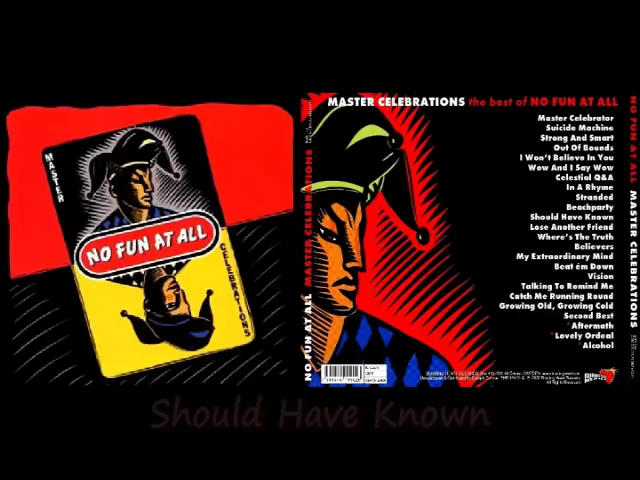 MASTER
NO FUN AT ALL
CELEBRATIONS
NO FUN AT ALL MASTER CELEBRATIONS
MASTER CELEBRATIONS the best of NO FUN AT ALL
Master Celebrator
Suicide Machine
Strong And Smart
Out Of Bounds
I Won't Believe In You
Wow And I Say Wow
Celestial Q&A
In A Rhyme
Stranded
Beachparty
Should Have Known
Lose Another Friend
Where's The Truth
Believers
My Extraordinary Mind
Beat ém Down
Vision
Talking To Remind Me
Catch Me Running Round
Growing Old, Growing Cold
Second Best
*Aftermath
*Lovely Ordeal
*Alcohol
NO FUN AT ALL MASTER CELEBRATIONS
Should Have Known